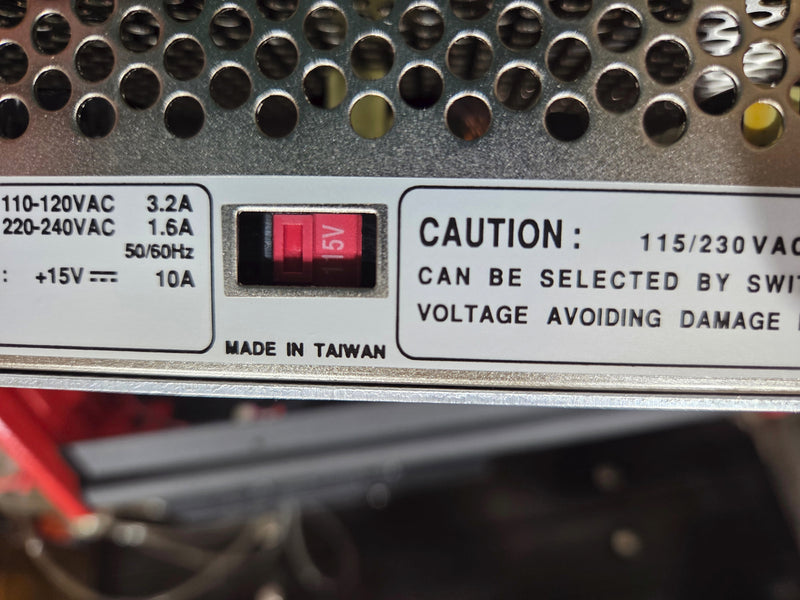 110-120VAC 3.2A
220-240VAC 1.6A
50/60Hz
: +15V 10A
115V
MADE IN TAIWAN
CAUTION : 115/230VAC
CAN BE SELECTED BY SWIT
VOLTAGE AVOIDING DAMAGE